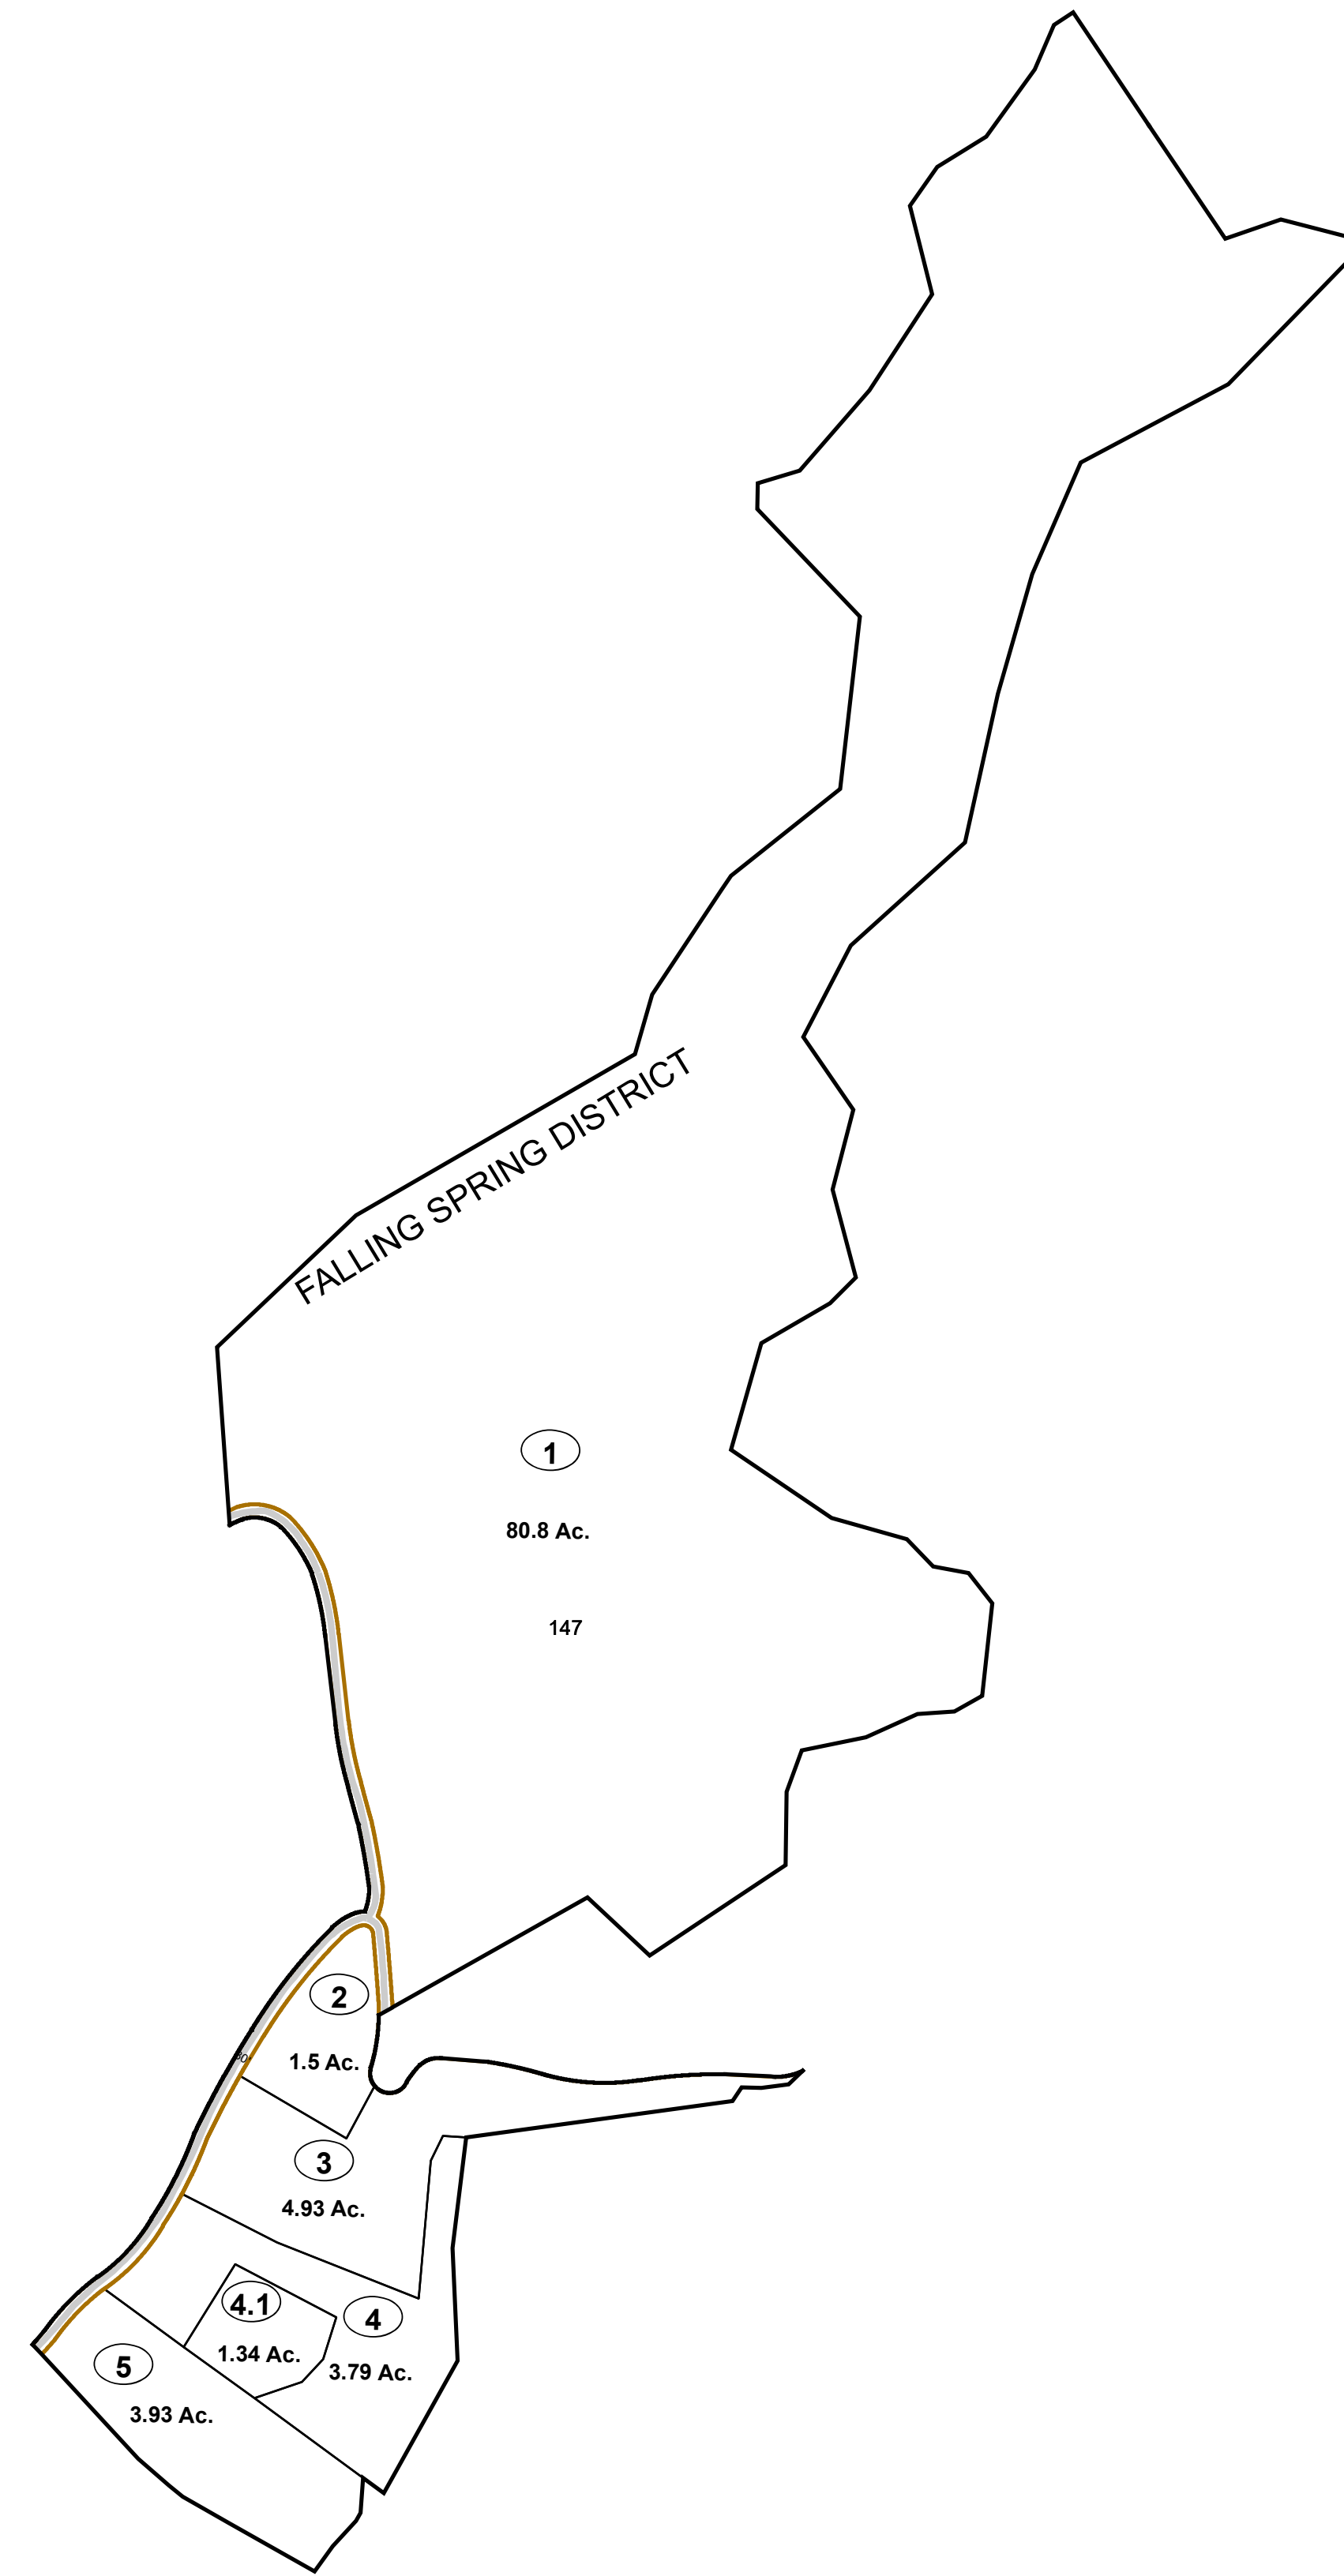 FALLING SPRING DISTRICT
1
80.8 Ac.
147
2
1.5 Ac.
3
4.93 Ac.
4.1
1.34 Ac.
4
3.79 Ac.
5
3.93 Ac.